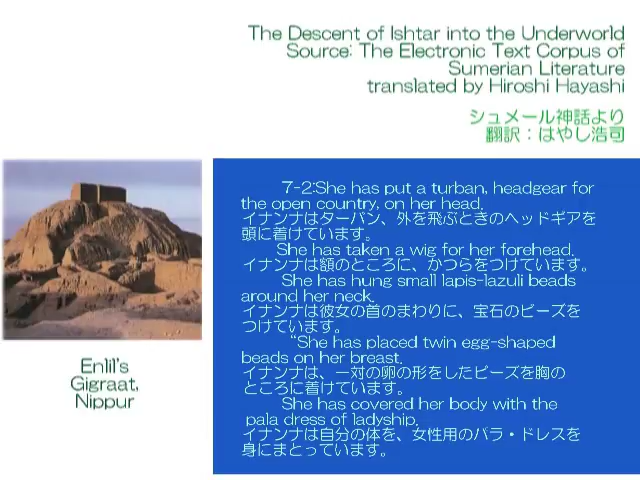 The Descent of Ishtar into the Underworld
Source: The Electronic Text Corpus of
Sumerian Literature
translated by Hiroshi Hayashi
シュメール神話より
翻訳：はやし浩司
7-2:She has put a turban, headgear for
the open country, on her head.
イナンナはターバン、外を飛ぶときのヘッドギアを
頭に着けています。
She has taken a wig for her forehead.
イナンナは額のところに、かつらをつけています。
She has hung small lapis-lazuli beads
around her neck.
イナンナは彼女の首のまわりに、宝石のビーズを
つけています。
“She has placed twin egg-shaped
beads on her breast.
イナンナは、一対の卵の形をしたビーズを胸の
ところに着けています。
She has covered her body with the
pala dress of ladyship.
イナンナは自分の体を、女性用のパラ・ドレスを
身にまとっています。
Enlil's
Gigraat,
Nippur